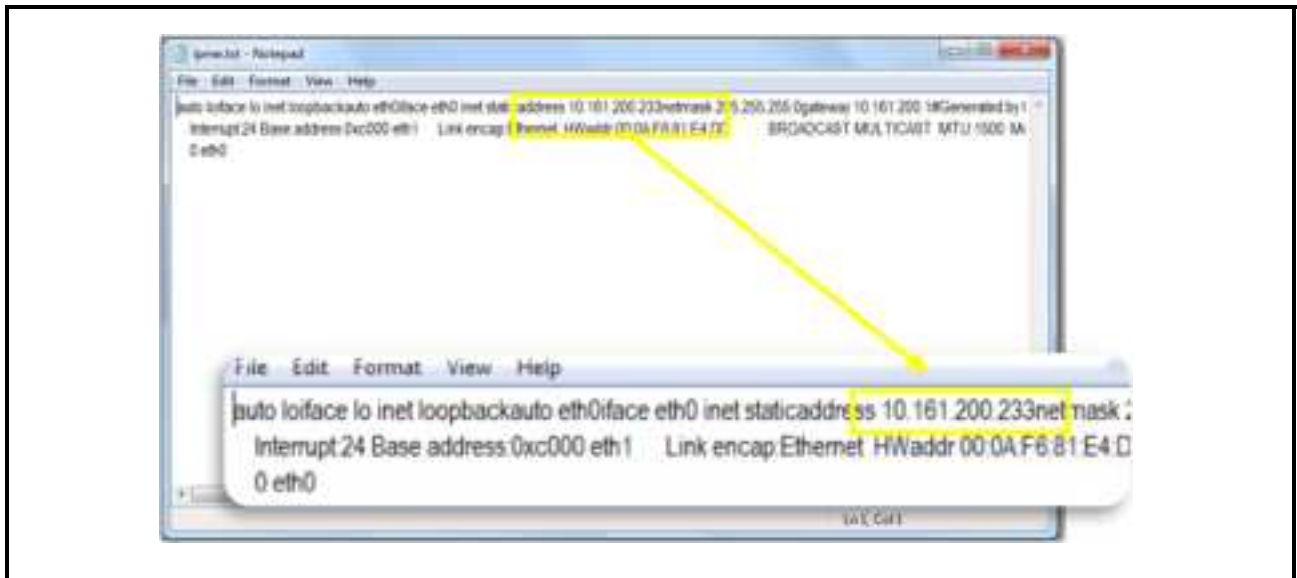 - Notepad
File Edit Format View Help
auto loiface lo inet loopbackauto eth0iface eth0 inet staticaddress 10.161.200.233netmask 255.255.255.0gateway 10.161.200.1#Generated by
Interrupt:24 Base address:0xc000 eth1 Link encap:Ethernet HWaddr 00:0A:F6:81:E4:DC BROADCAST MULTICAST MTU:1500
0 eth0
File Edit Format View Help
auto loiface lo inet loopbackauto eth0iface eth0 inet staticaddress 10.161.200.233netmask 2
Interrupt:24 Base address:0xc000 eth1 Link encap:Ethernet HWaddr 00:0A:F6:81:E4:D
0 eth0
Ln 1, Col 1